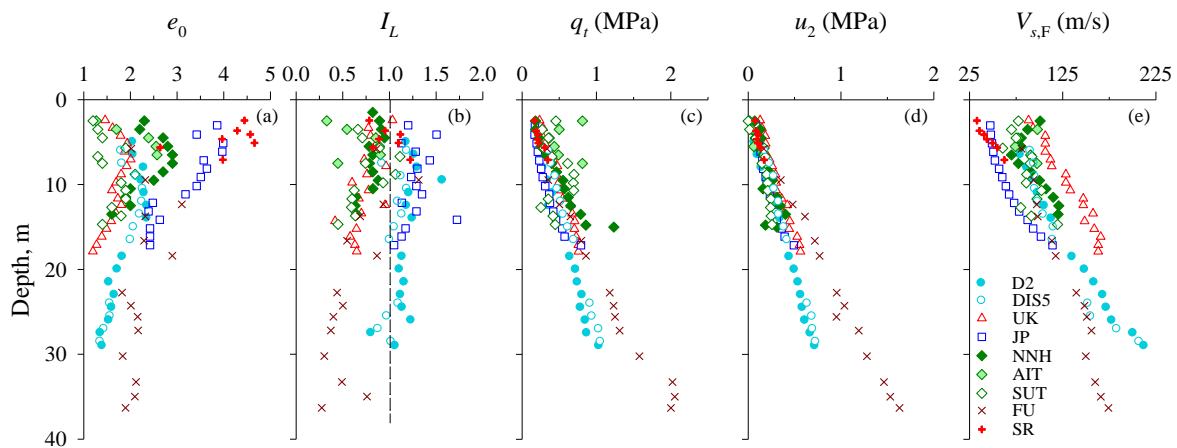 e0 IL qt (MPa) u2 (MPa) Vs,F (m/s)
1 2 3 4 5 0.0 0.5 1.0 1.5 2.0 0 1 2 0 1 2 25 125 225
0 (a) (b) (c) (d) (e)
10
20
30
40
Depth, m
D2
DIS5
UK
JP
NNH
AIT
SUT
FU
SR